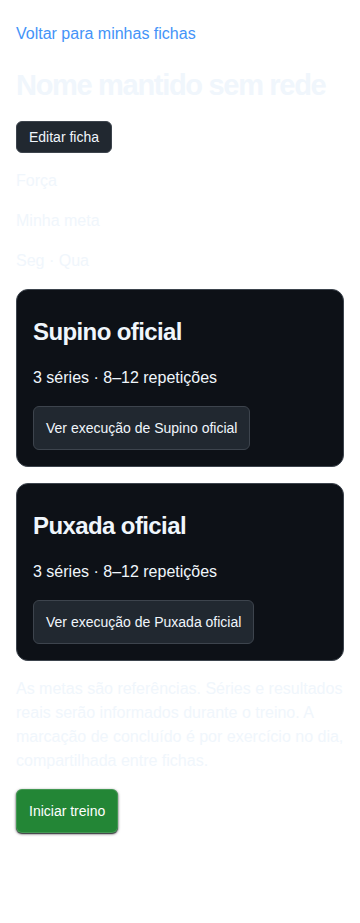 Voltar para minhas fichas
Nome mantido sem rede
Editar ficha
Força
Minha meta
Seg · Qua
Supino oficial
3 séries · 8–12 repetições
Ver execução de Supino oficial
Puxada oficial
3 séries · 8–12 repetições
Ver execução de Puxada oficial
As metas são referências. Séries e resultados
reais serão informados durante o treino. A
marcação de concluído é por exercício no dia,
compartilhada entre fichas.
Iniciar treino